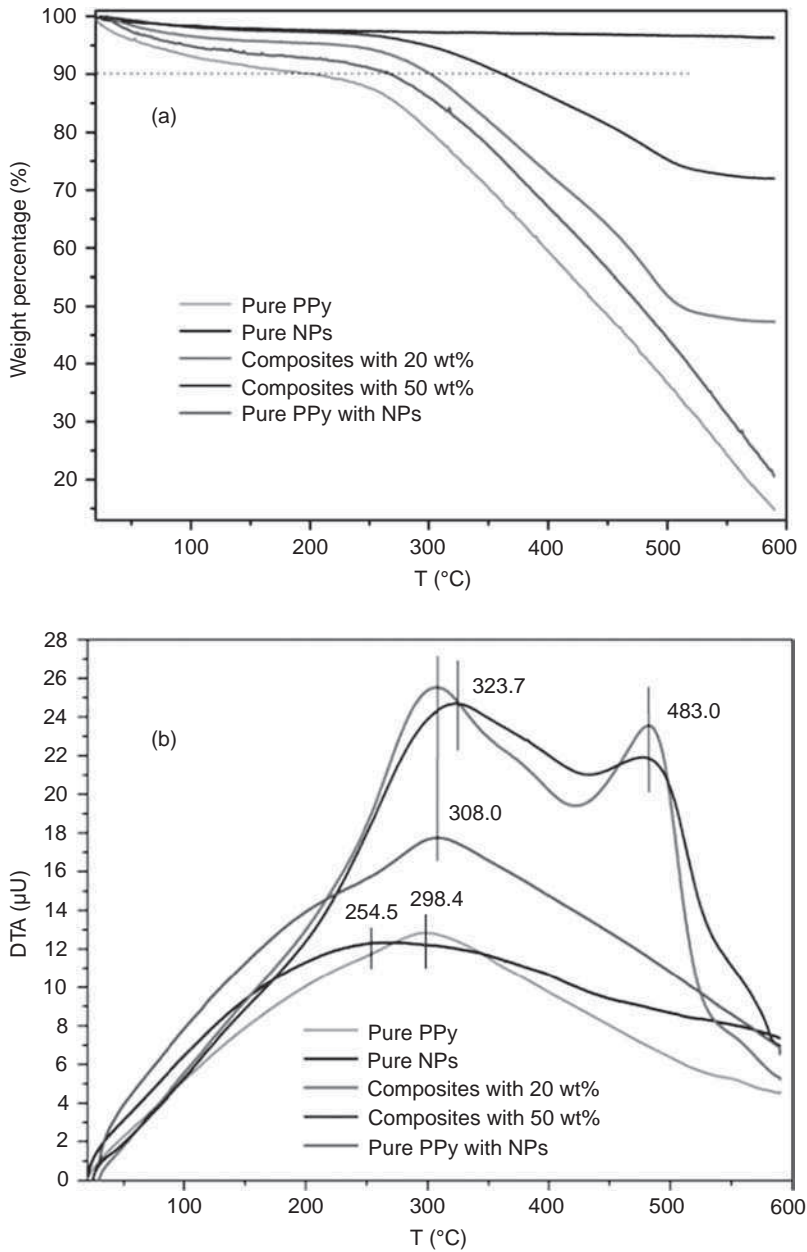 100
90
80
70
60
50
40
30
20
Weight percentage (%)
(a)
Pure PPy
Pure NPs
Composites with 20 wt%
Composites with 50 wt%
Pure PPy with NPs
100 200 300 400 500 600
T (°C)
28
26
24
22
20
18
16
14
12
10
8
6
4
2
0
DTA (µU)
(b)
323.7
483.0
308.0
254.5 298.4
Pure PPy
Pure NPs
Composites with 20 wt%
Composites with 50 wt%
Pure PPy with NPs
100 200 300 400 500 600
T (°C)